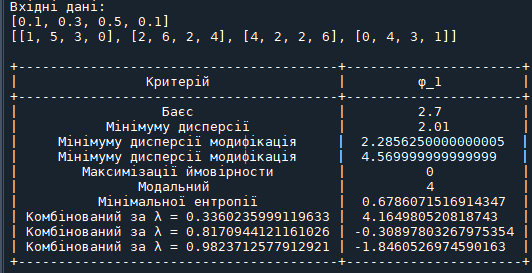 Вхідні дані:
[0.1, 0.3, 0.5, 0.1]
[[1, 5, 3, 0], [2, 6, 2, 4], [4, 2, 2, 6], [0, 4, 3, 1]]
Критерій | φ_1
Баєс | 2.7
Мінімуму дисперсії | 2.01
Мінімуму дисперсії модифікація | 2.2856250000000005
Мінімуму дисперсії модифікація | 4.569999999999999
Максимізації ймовірности | 0
Модальний | 4
Мінімальної ентропії | 0.6786071516914347
Комбінований за λ = 0.3360235999119633 | 4.164980520818743
Комбінований за λ = 0.8170944121161026 | -0.30897803267975354
Комбінований за λ = 0.9823712577912921 | -1.8460526974590163